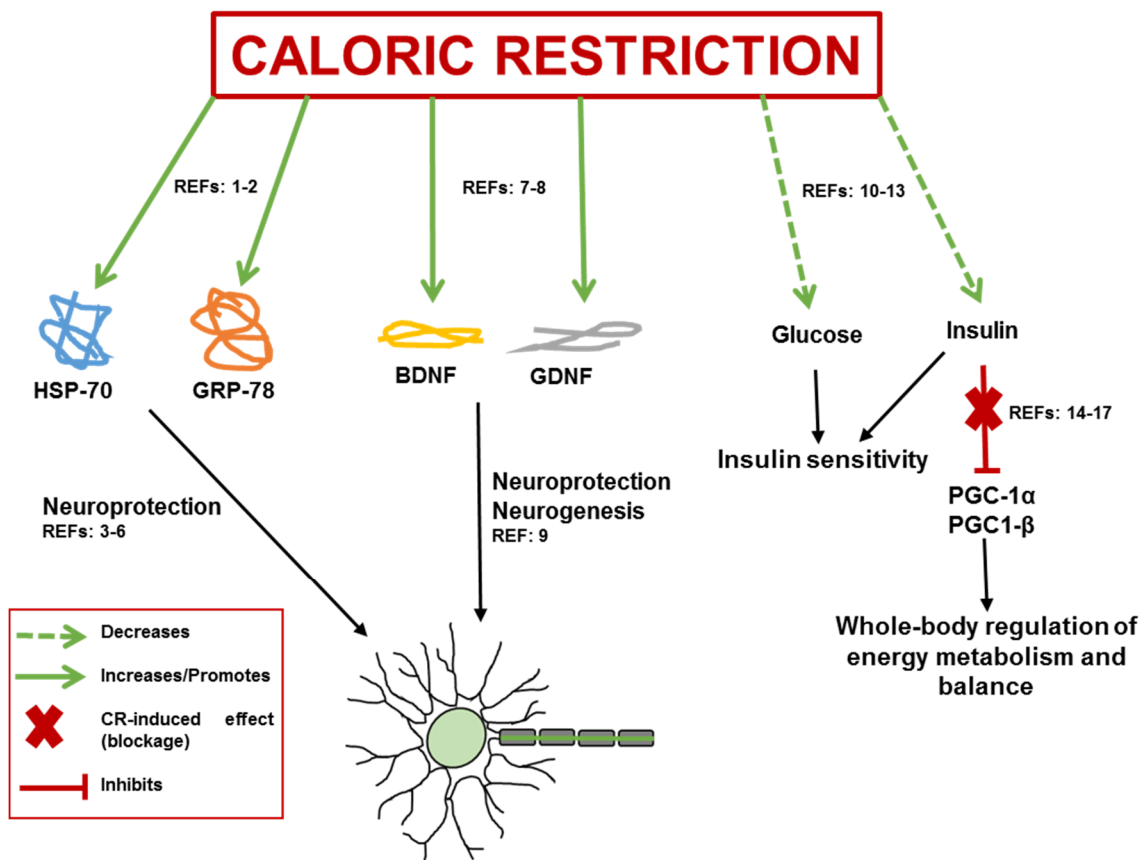 CALORIC RESTRICTION
REFs: 1-2
REFs: 7-8
REFs: 10-13
HSP-70
GRP-78
BDNF
GDNF
Glucose
Insulin
REFs: 14-17
Insulin sensitivity
PGC-1α
PGC1-β
Neuroprotection
REFs: 3-6
Neuroprotection
Neurogenesis
REF: 9
Whole-body regulation of
energy metabolism and
balance
Decreases
Increases/Promotes
CR-induced effect
(blockage)
Inhibits